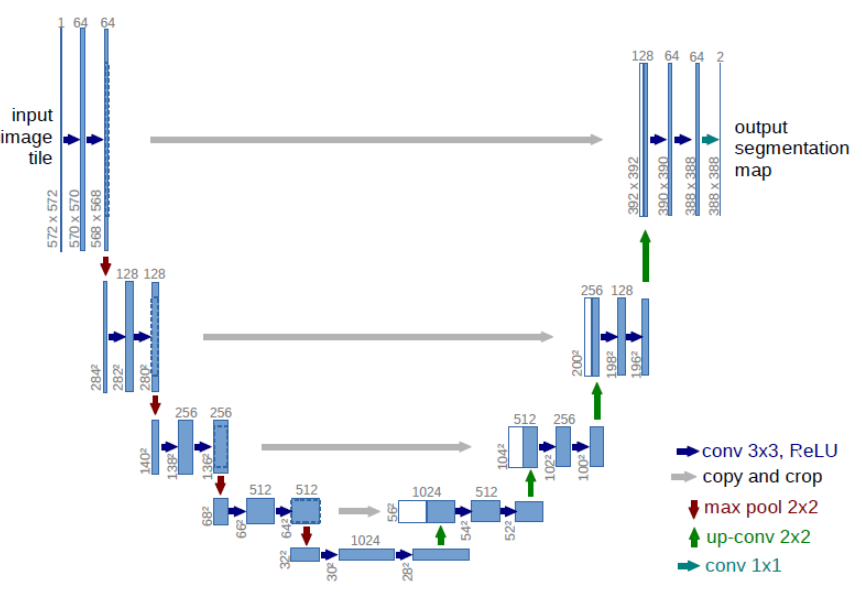 1 64 64
input
image
tile
572 x 572
570 x 570
568 x 568
128 64 64 2
output
segmentation
map
392 x 392
390 x 390
388 x 388
388 x 388
128 128
284²
282²
280²
256 128
200²
198²
196²
256 256
140²
138²
136²
512 256
104²
102²
100²
512 512
68²
66²
64²
1024 512
56²
54²
52²
1024
32²
30²
28²
conv 3x3, ReLU
copy and crop
max pool 2x2
up-conv 2x2
conv 1x1